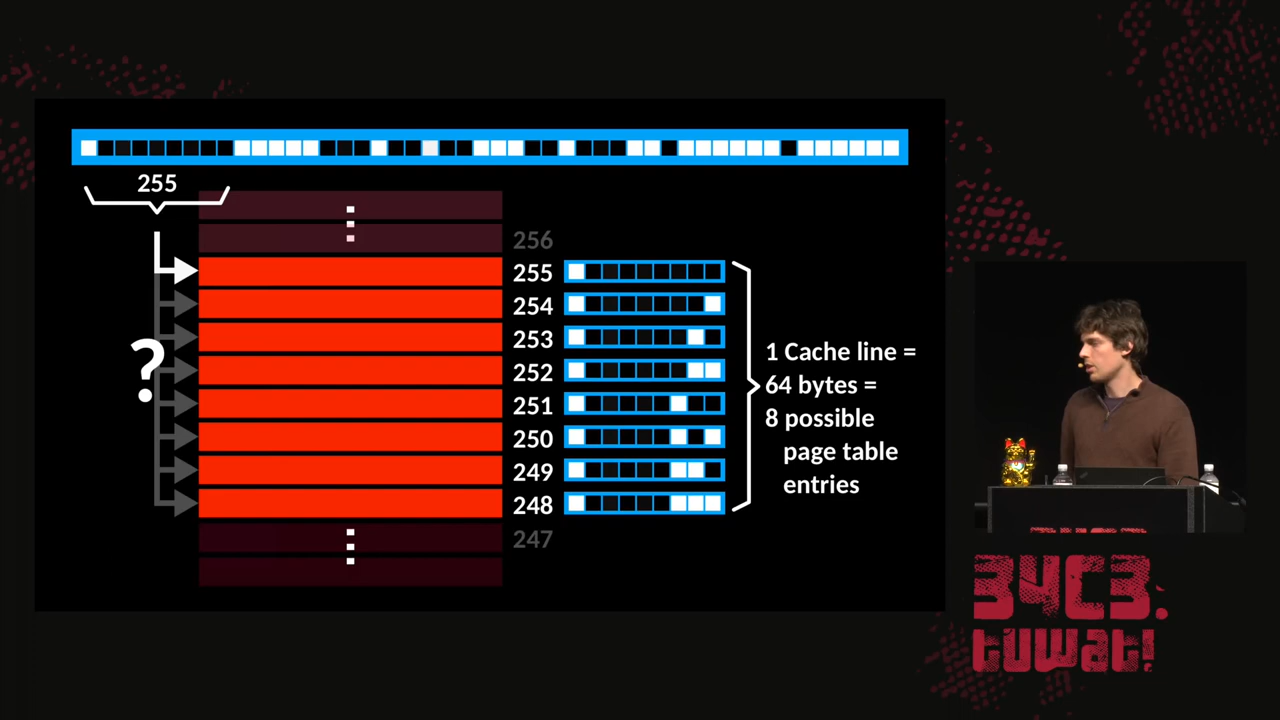 255
256
255
254
253
252
251
250
249
248
247
?
1 Cache line =
64 bytes =
8 possible
page table
entries
34C3.
tuwat!